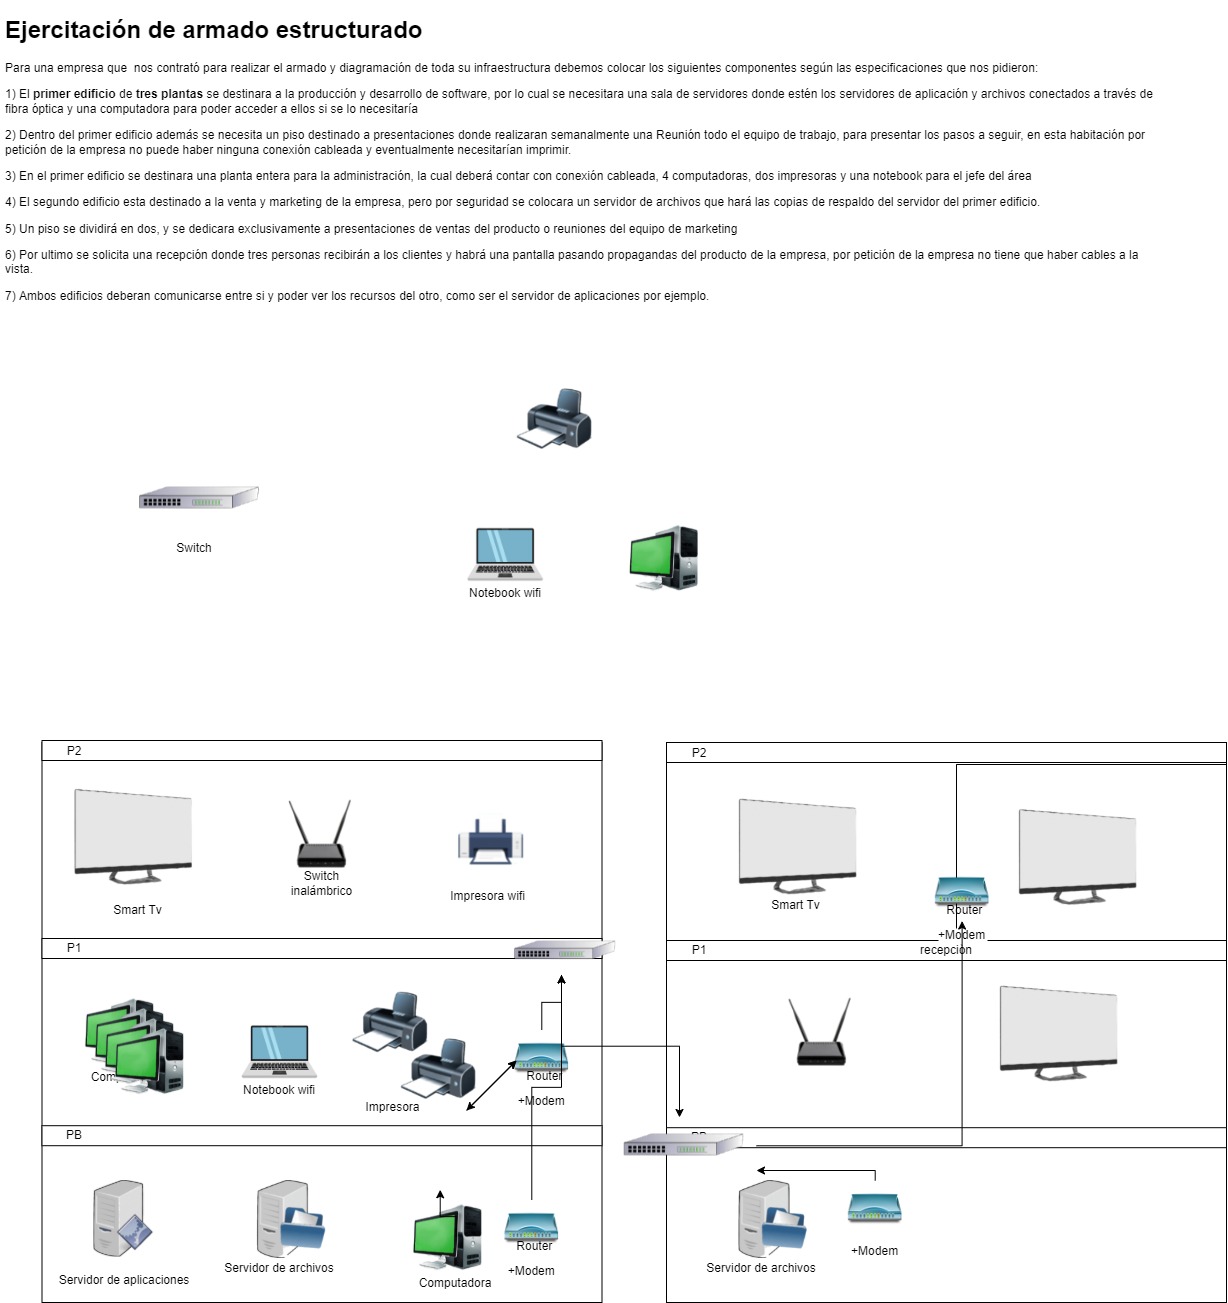 Ejercitación de armado estructurado
Para una empresa que  nos contrató para realizar el armado y diagramación de toda su infraestructura debemos colocar los siguientes componentes según las especificaciones que nos pidieron:
1) El primer edificio de tres plantas se destinara a la producción y desarrollo de software, por lo cual se necesitara una sala de servidores donde estén los servidores de aplicación y archivos conectados a través de
fibra óptica y una computadora para poder acceder a ellos si se lo necesitaría
2) Dentro del primer edificio además se necesita un piso destinado a presentaciones donde realizaran semanalmente una Reunión todo el equipo de trabajo, para presentar los pasos a seguir, en esta habitación por
petición de la empresa no puede haber ninguna conexión cableada y eventualmente necesitarían imprimir.
3) En el primer edificio se destinara una planta entera para la administración, la cual deberá contar con conexión cableada, 4 computadoras, dos impresoras y una notebook para el jefe del área
4) El segundo edificio esta destinado a la venta y marketing de la empresa, pero por seguridad se colocara un servidor de archivos que hará las copias de respaldo del servidor del primer edificio.
5) Un piso se dividirá en dos, y se dedicara exclusivamente a presentaciones de ventas del producto o reuniones del equipo de marketing
6) Por ultimo se solicita una recepción donde tres personas recibirán a los clientes y habrá una pantalla pasando propagandas del producto de la empresa, por petición de la empresa no tiene que haber cables a la
vista.
7) Ambos edificios deberan comunicarse entre si y poder ver los recursos del otro, como ser el servidor de aplicaciones por ejemplo.
Switch
Notebook wifi
P2
Switch
inalámbrico
Impresora wifi
Smart Tv
P1
Notebook wifi
Impresora
Router
+Modem
PB
Servidor de aplicaciones
Servidor de archivos
Computadora
Router
+Modem
P2
Smart Tv
Router
+Modem
recepción
P1
Servidor de archivos
+Modem